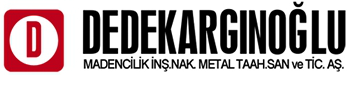 D
DEDEKARGINOĞLU
MADENCİLİK İNŞ.NAK. METAL TAAH.SAN ve TİC. AŞ.